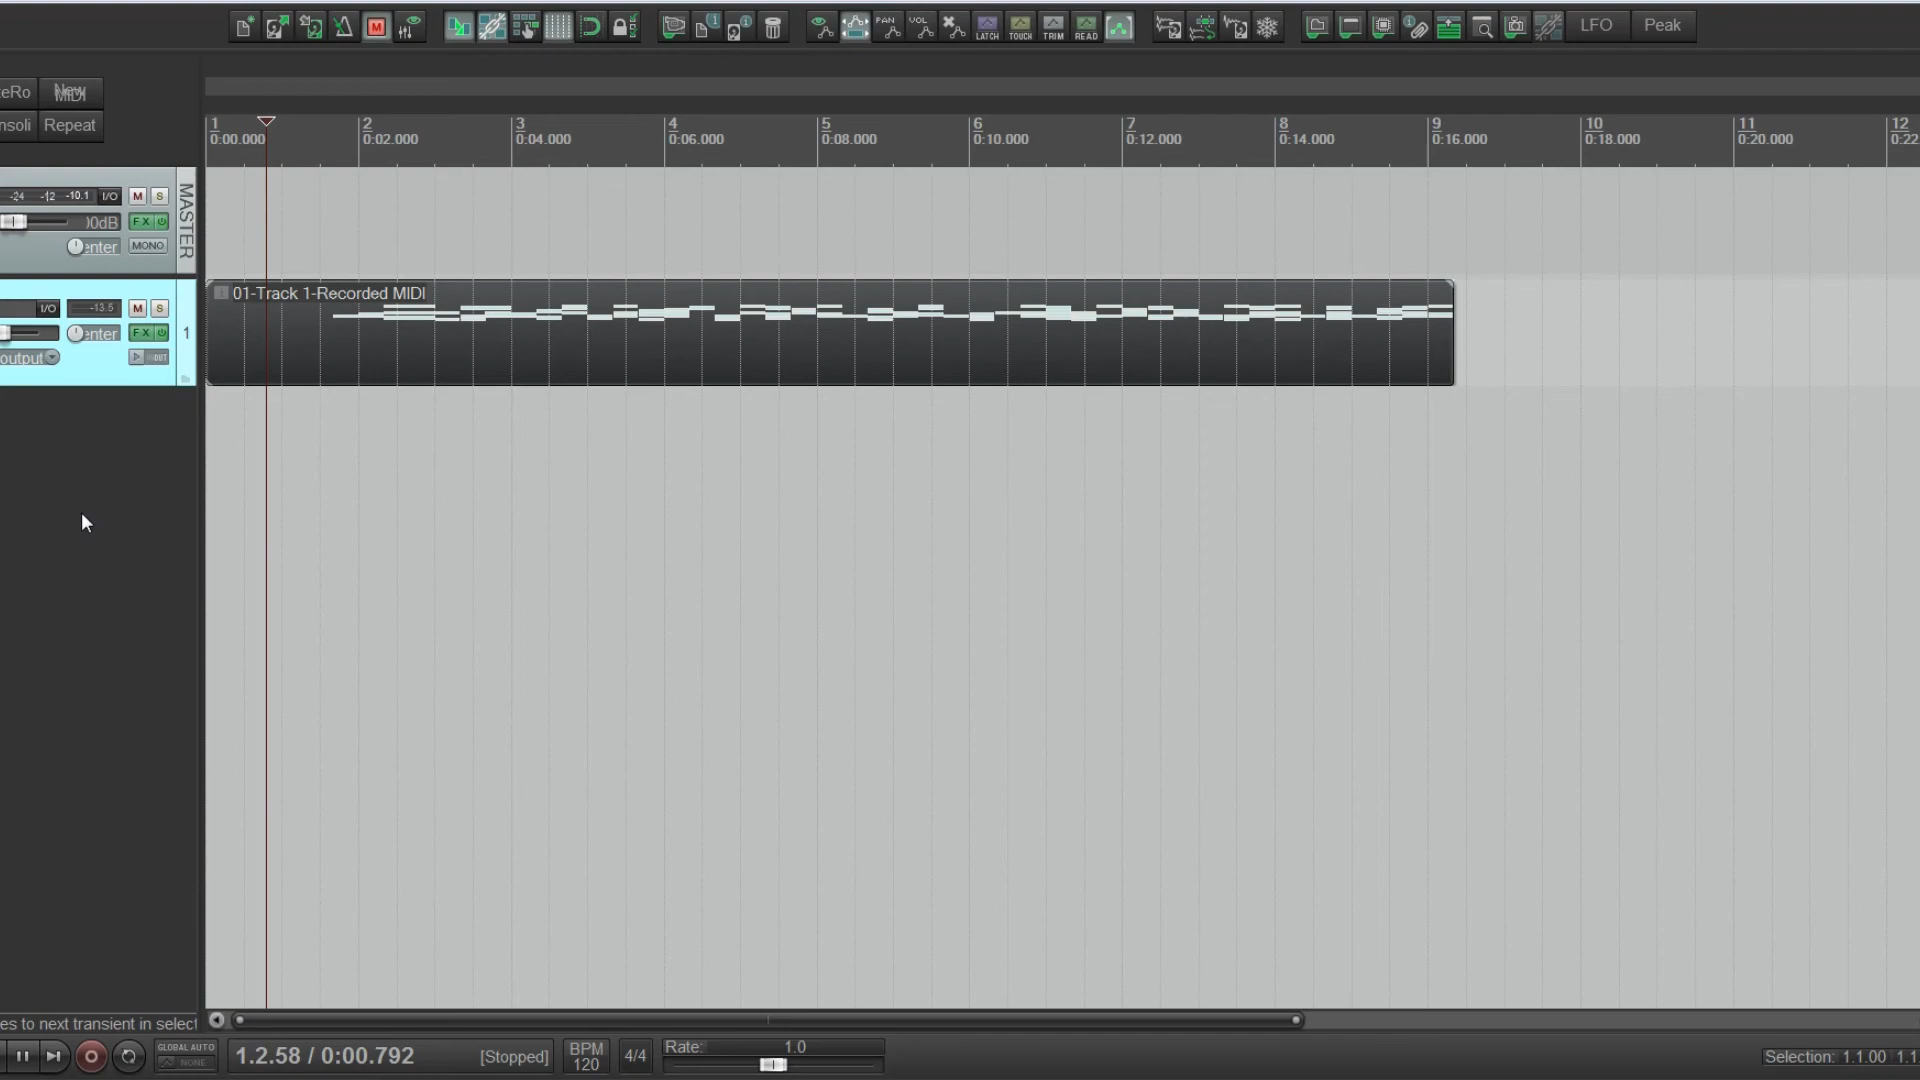 PAN VOL
LATCH TOUCH TRIM READ
LFO Peak
eRo New MIDI
nsoli Repeat
1 2 3 4 5 6 7 8 9 10 11 12
0:00.000 0:02.000 0:04.000 0:06.000 0:08.000 0:10.000 0:12.000 0:14.000 0:16.000 0:18.000 0:20.000 0:22
-24 -12 -10.1 I/O M S
MASTER
)0dB FX
enter MONO
I/O -13.5 M S
01-Track 1-Recorded MIDI
enter FX 1
output OUT
es to next transient in select
GLOBAL AUTO
NONE
1.2.58 / 0:00.792 [Stopped]
BPM
120
4/4
Rate: 1.0
Selection: 1.1.00 1.1